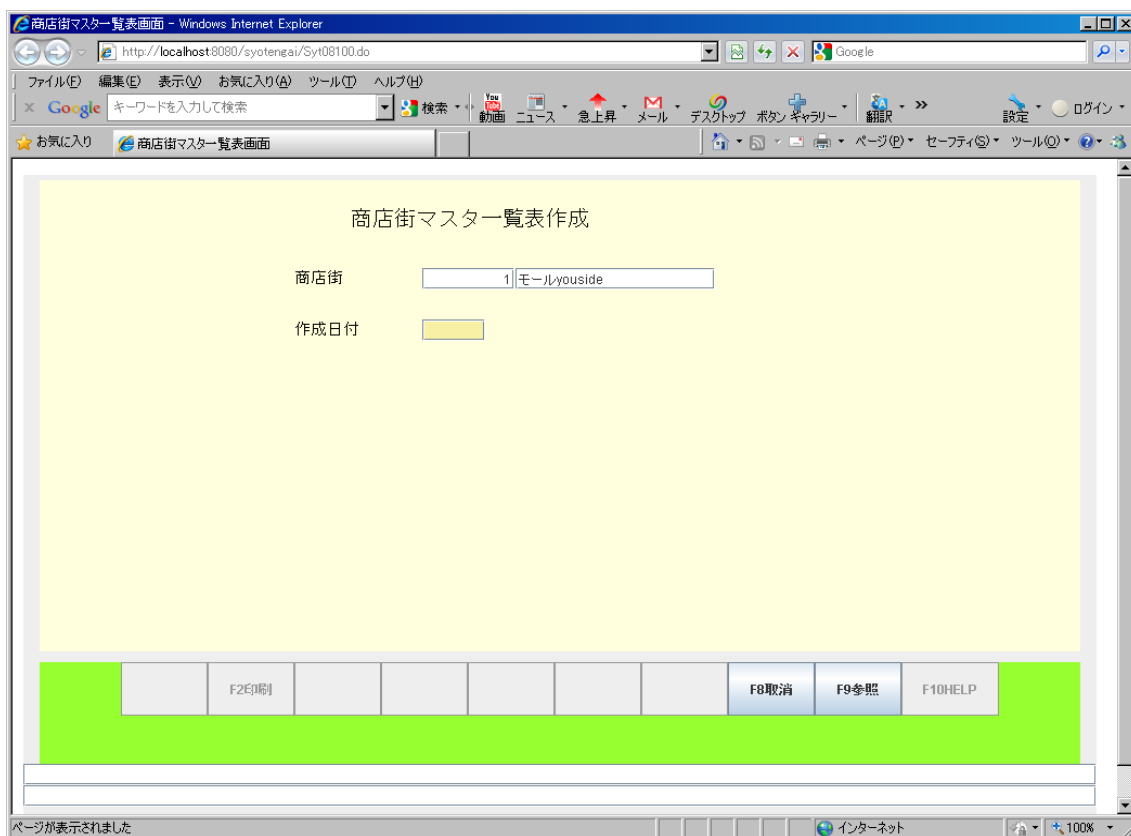 商店街マスター覧表画面 - Windows Internet Explorer
http://localhost:8080/syotengai/Syt08100.do
Google
ファイル(F) 編集(E) 表示(V) お気に入り(A) ツール(T) ヘルプ(H)
x Google キーワードを入力して検索 検索 You Tube 動画 ニュース 急上昇 メール デスクトップ ボタン ギャラリー 翻訳 » 設定 ログイン
お気に入り 商店街マスター覧表画面 ページ(P) セーフティ(S) ツール(O)
商店街マスター覧表作成
商店街 1 モールyouside
作成日付
F2印刷 F8取消 F9参照 F10HELP
ページが表示されました インターネット 100%